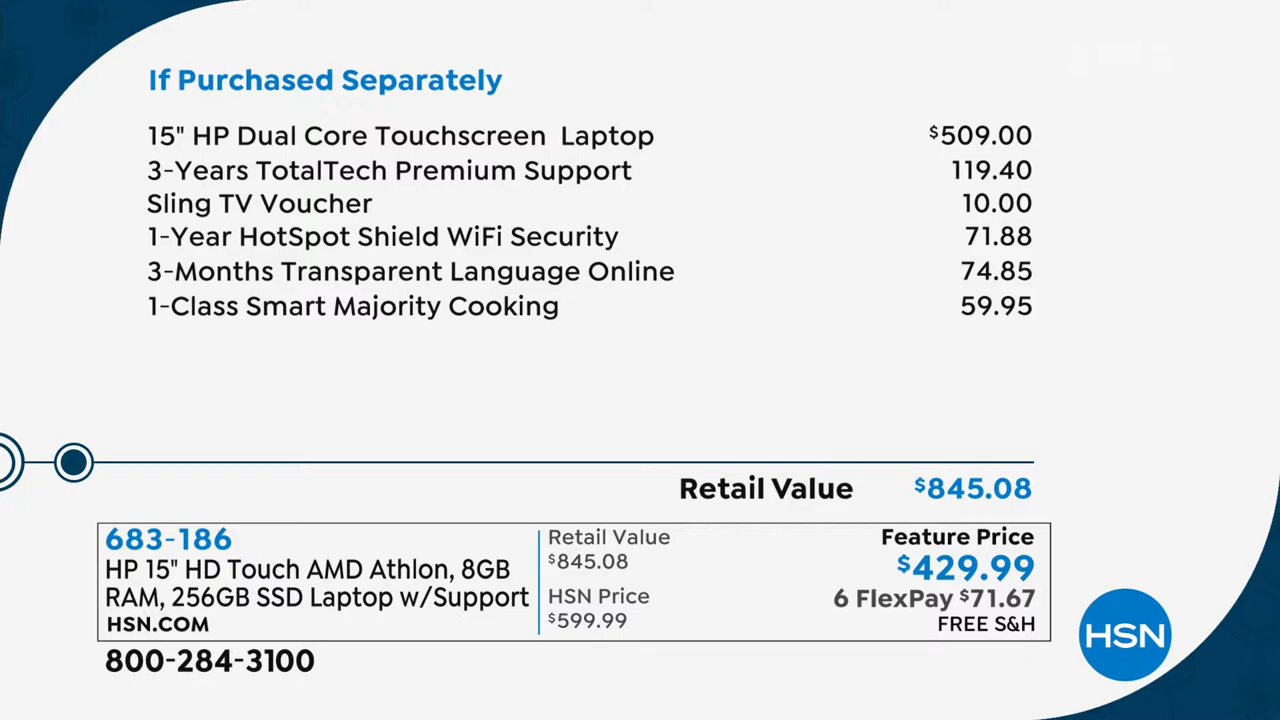 If Purchased Separately
15" HP Dual Core Touchscreen Laptop $509.00
3-Years TotalTech Premium Support 119.40
Sling TV Voucher 10.00
1-Year HotSpot Shield WiFi Security 71.88
3-Months Transparent Language Online 74.85
1-Class Smart Majority Cooking 59.95
Retail Value $845.08
683-186
HP 15" HD Touch AMD Athlon, 8GB
RAM, 256GB SSD Laptop w/Support
HSN.COM
Retail Value
$845.08
HSN Price
$599.99
Feature Price
$429.99
6 FlexPay $71.67
FREE S&H
800-284-3100
HSN